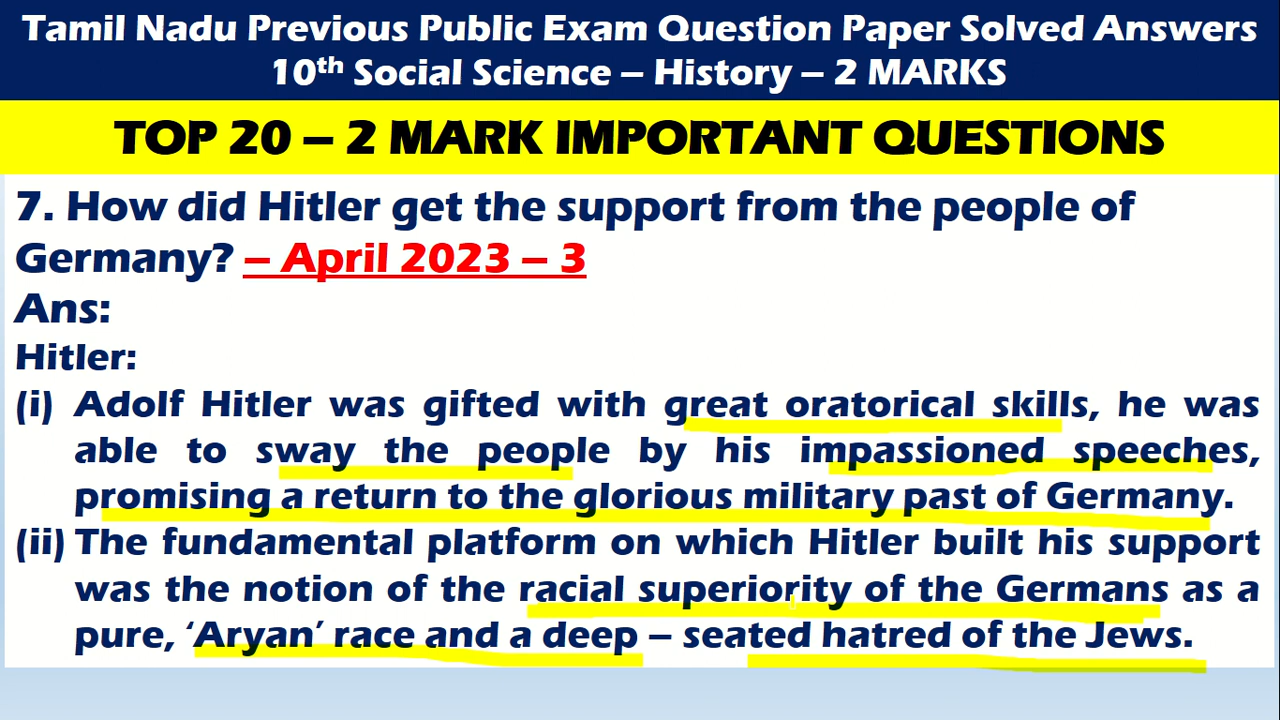 Tamil Nadu Previous Public Exam Question Paper Solved Answers
10th Social Science – History – 2 MARKS
TOP 20 – 2 MARK IMPORTANT QUESTIONS
7. How did Hitler get the support from the people of
Germany? – April 2023 – 3
Ans:
Hitler:
(i) Adolf Hitler was gifted with great oratorical skills, he was
able to sway the people by his impassioned speeches,
promising a return to the glorious military past of Germany.
(ii) The fundamental platform on which Hitler built his support
was the notion of the racial superiority of the Germans as a
pure, ‘Aryan’ race and a deep – seated hatred of the Jews.